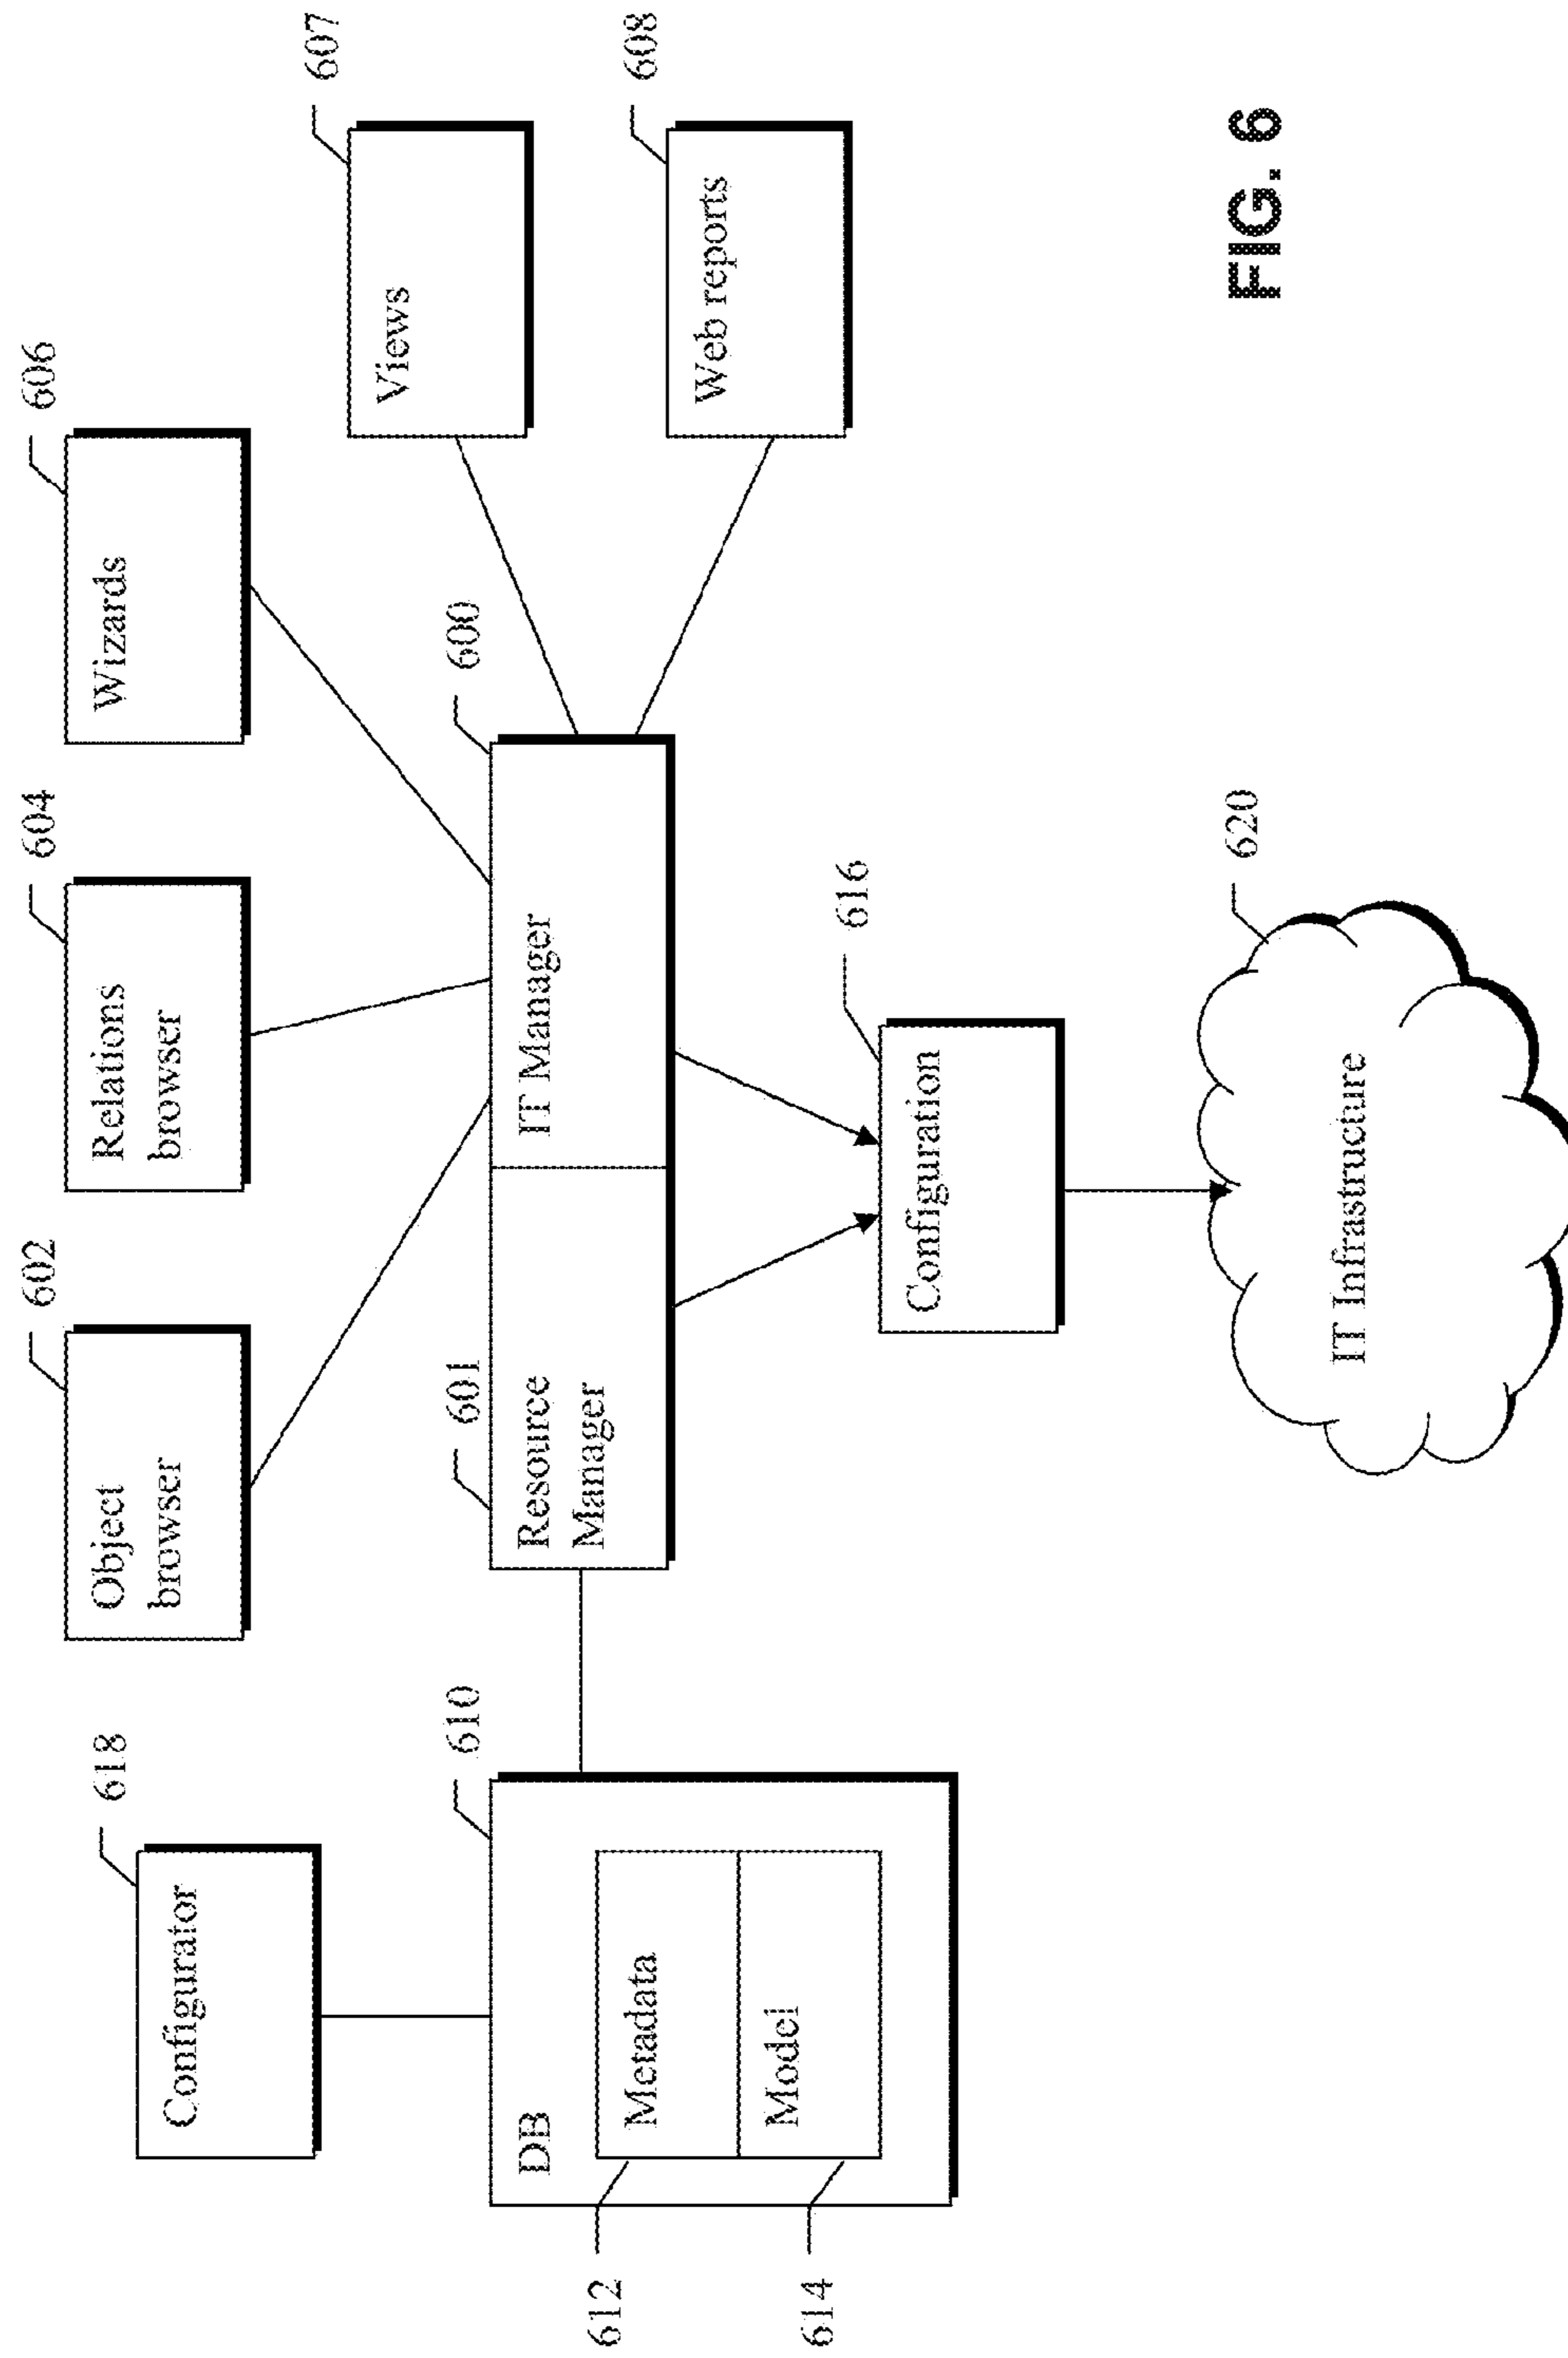 618
Configurator
610
DB
612
Metadata
614
Model
602
Object
browser
604
Relations
browser
606
Wizards
601
Resource
Manager
600
IT Manager
607
Views
608
Web reports
616
Configuration
620
IT Infrastructure
FIG. 6